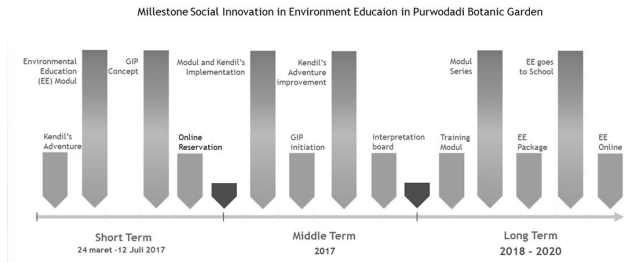 Millestone Social Innovation in Environment Educaion in Purwodadi Botanic Garden
Environmental
Education
(EE) Modul
GIP
Concept
Modul and Kendil's
Implementation
Kendil's
Adventure
improvement
Modul
Series
EE goes
to School
Kendil's
Adventure
Online
Reservation
GIP
initiation
interpretation
board
Training
Modul
EE
Package
EE
Online
Short Term
24 maret -12 Juli 2017
Middle Term
2017
Long Term
2018 - 2020